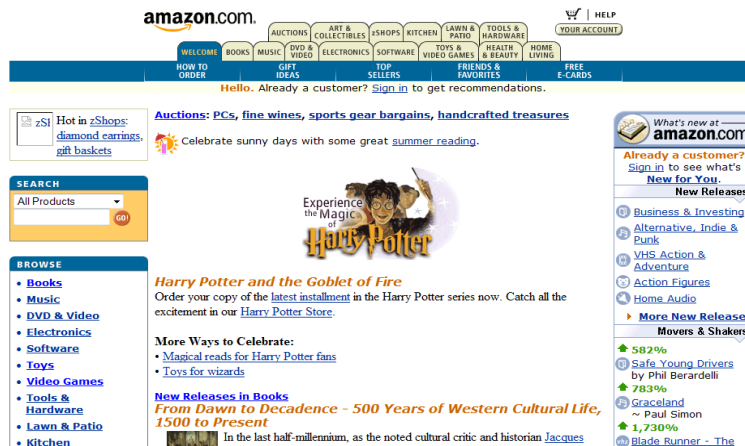 amazon.com.
HELP
YOUR ACCOUNT
AUCTIONS
ART & COLLECTIBLES
zSHOPS
KITCHEN
LAWN & PATIO
TOOLS & HARDWARE
WELCOME
BOOKS
MUSIC
DVD & VIDEO
ELECTRONICS
SOFTWARE
TOYS & VIDEO GAMES
HEALTH & BEAUTY
HOME LIVING
HOW TO ORDER
GIFT IDEAS
TOP SELLERS
FRIENDS & FAVORITES
FREE E-CARDS
Hello. Already a customer? Sign in to get recommendations.
zSI
Hot in zShops:
diamond earrings,
gift baskets
SEARCH
All Products
GO!
BROWSE
• Books
• Music
• DVD & Video
• Electronics
• Software
• Toys
• Video Games
• Tools &
Hardware
• Lawn & Patio
• Kitchen
Auctions: PCs, fine wines, sports gear bargains, handcrafted treasures
Celebrate sunny days with some great summer reading.
Experience
the Magic
of
Harry Potter
Harry Potter and the Goblet of Fire
Order your copy of the latest installment in the Harry Potter series now. Catch all the
excitement in our Harry Potter Store.
More Ways to Celebrate:
• Magical reads for Harry Potter fans
• Toys for wizards
New Releases in Books
From Dawn to Decadence - 500 Years of Western Cultural Life,
1500 to Present
In the last half-millennium, as the noted cultural critic and historian Jacques
What's new at
amazon.com
Already a customer?
Sign in to see what's
New for You.
New Releases
Business & Investing
Alternative, Indie &
Punk
VHS Action &
Adventure
Action Figures
Home Audio
More New Release
Movers & Shakers
582%
Safe Young Drivers
by Phil Berardelli
783%
Graceland
~ Paul Simon
1,730%
Blade Runner - The